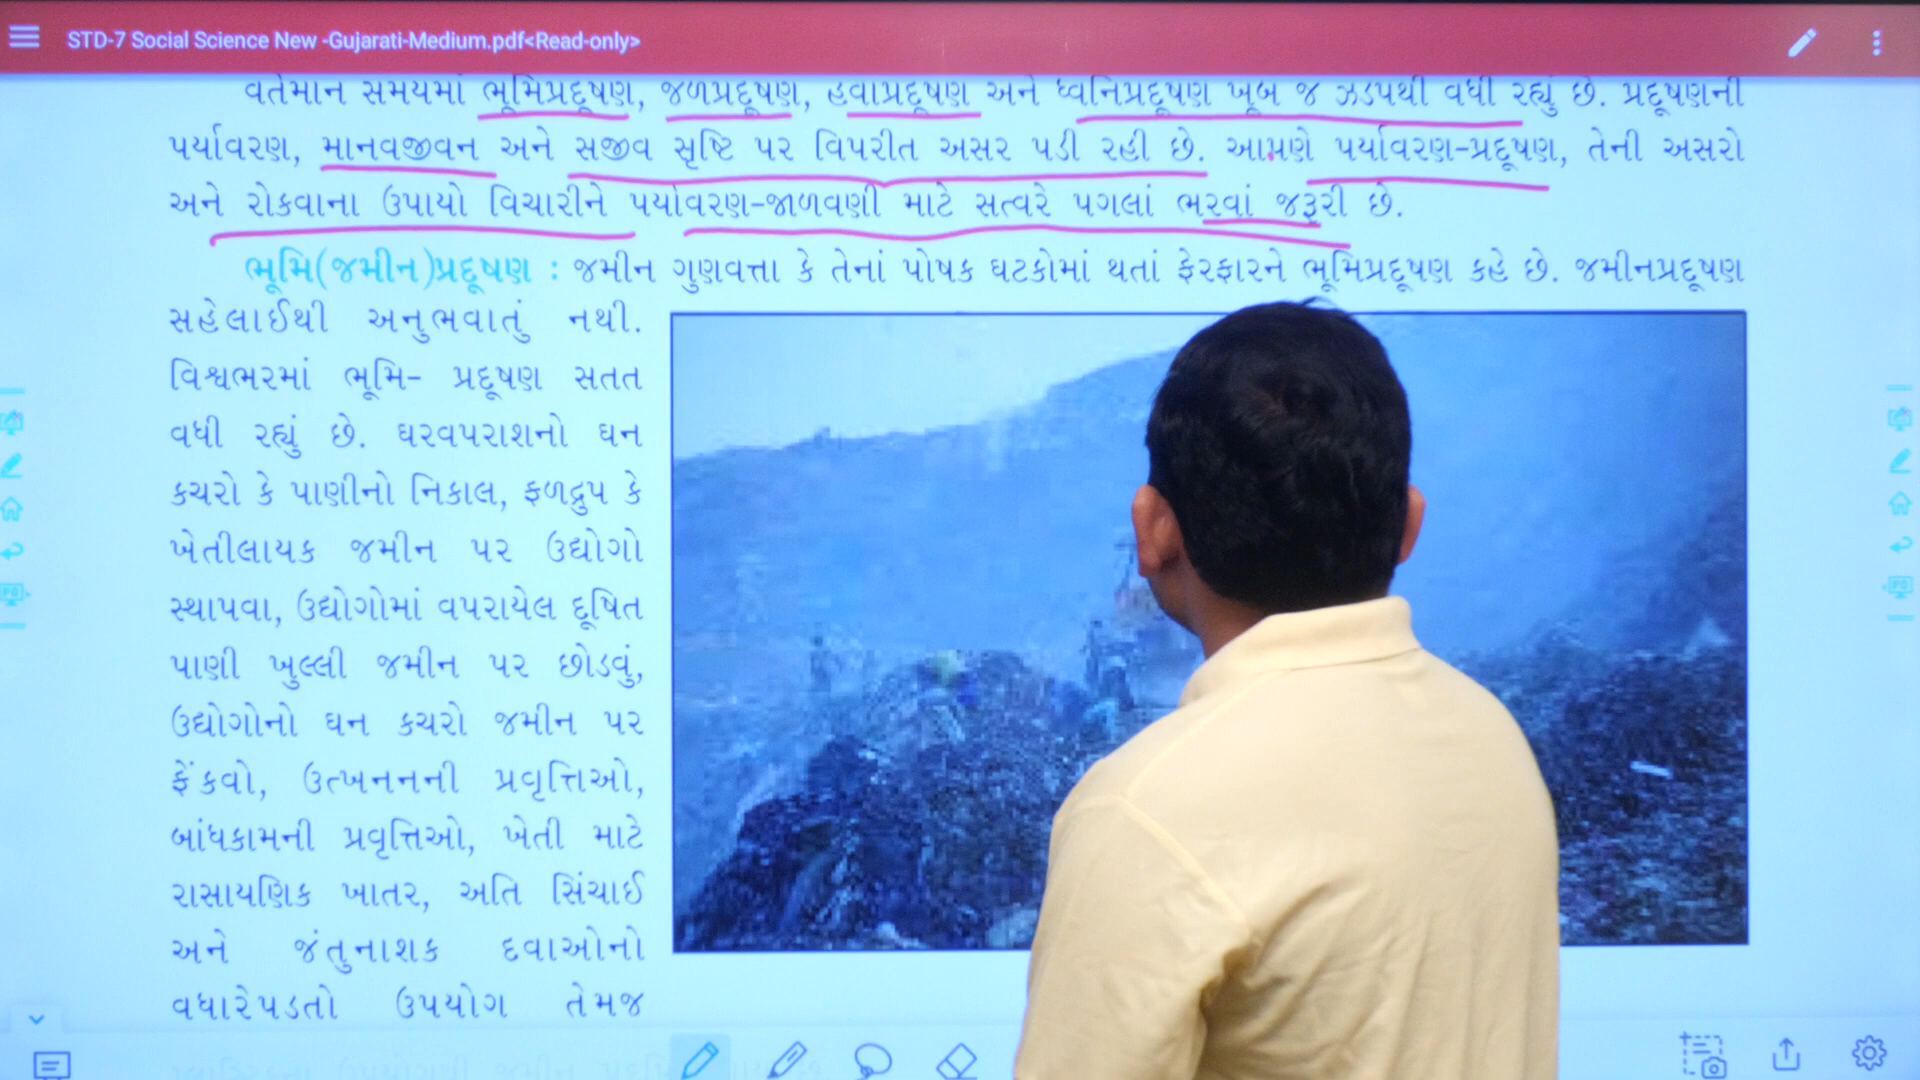 STD-7 Social Science New -Gujarati-Medium.pdf<Read-only>
વર્તમાન સમયમાં ભૂમિપ્રદૂષણ, જળપ્રદૂષણ, હવાપ્રદૂષણ અને ધ્વનિપ્રદૂષણ ખૂબ જ ઝડપથી વધી રહ્યું છે. પ્રદૂષણની
પર્યાવરણ, માનવજીવન અને સજીવ સૃષ્ટિ પર વિપરીત અસર પડી રહી છે. આપણે પર્યાવરણ-પ્રદૂષણ, તેની અસરો
અને રોકવાના ઉપાયો વિચારીને પર્યાવરણ-જાળવણી માટે સત્વરે પગલાં ભરવાં જરૂરી છે.
ભૂમિ(જમીન)પ્રદૂષણ : જમીન ગુણવત્તા કે તેનાં પોષક ઘટકોમાં થતાં ફેરફારને ભૂમિપ્રદૂષણ કહે છે. જમીનપ્રદૂષણ
સહેલાઈથી અનુભવાતું નથી.
વિશ્વભરમાં ભૂમિ- પ્રદૂષણ સતત
વધી રહ્યું છે. ઘરવપરાશનો ઘન
કચરો કે પાણીનો નિકાલ, ફળદ્રુપ કે
ખેતીલાયક જમીન પર ઉદ્યોગો
સ્થાપવા, ઉદ્યોગોમાં વપરાયેલ દૂષિત
પાણી ખુલ્લી જમીન પર છોડવું,
ઉદ્યોગોનો ઘન કચરો જમીન પર
ફેંકવો, ઉત્ખનનની પ્રવૃત્તિઓ,
બાંધકામની પ્રવૃત્તિઓ, ખેતી માટે
રાસાયણિક ખાતર, અતિ સિંચાઈ
અને જંતુનાશક દવાઓનો
વધારેપડતો ઉપયોગ તેમજ